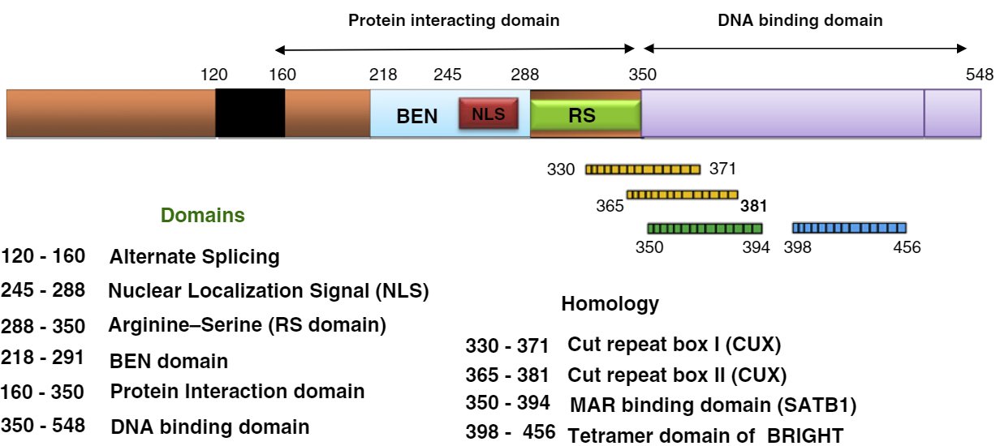 Protein interacting domain
DNA binding domain
120 160 218 245 288 350 548
BEN NLS RS
330 371
365 381
350 394 398 456
Domains
120 - 160 Alternate Splicing
245 - 288 Nuclear Localization Signal (NLS)
288 - 350 Arginine–Serine (RS domain)
218 - 291 BEN domain
160 - 350 Protein Interaction domain
350 - 548 DNA binding domain
Homology
330 - 371 Cut repeat box I (CUX)
365 - 381 Cut repeat box II (CUX)
350 - 394 MAR binding domain (SATB1)
398 - 456 Tetramer domain of BRIGHT